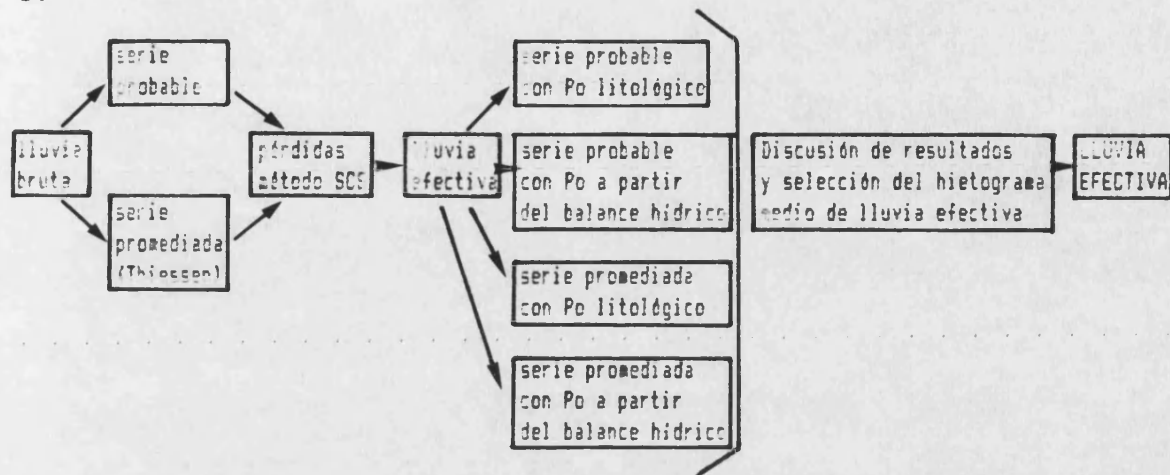 lluvia
bruta
serie
probable
serie
promediada
(Thiessen)
pérdidas
método SCS
lluvia
efectiva
serie probable
con Po litológico
serie probable
con Po a partir
del balance hídrico
serie promediada
con Po litológico
serie promediada
con Po a partir
del balance hídrico
Discusión de resultados
y selección del hietograma
medio de lluvia efectiva
LLUVIA
EFECTIVA